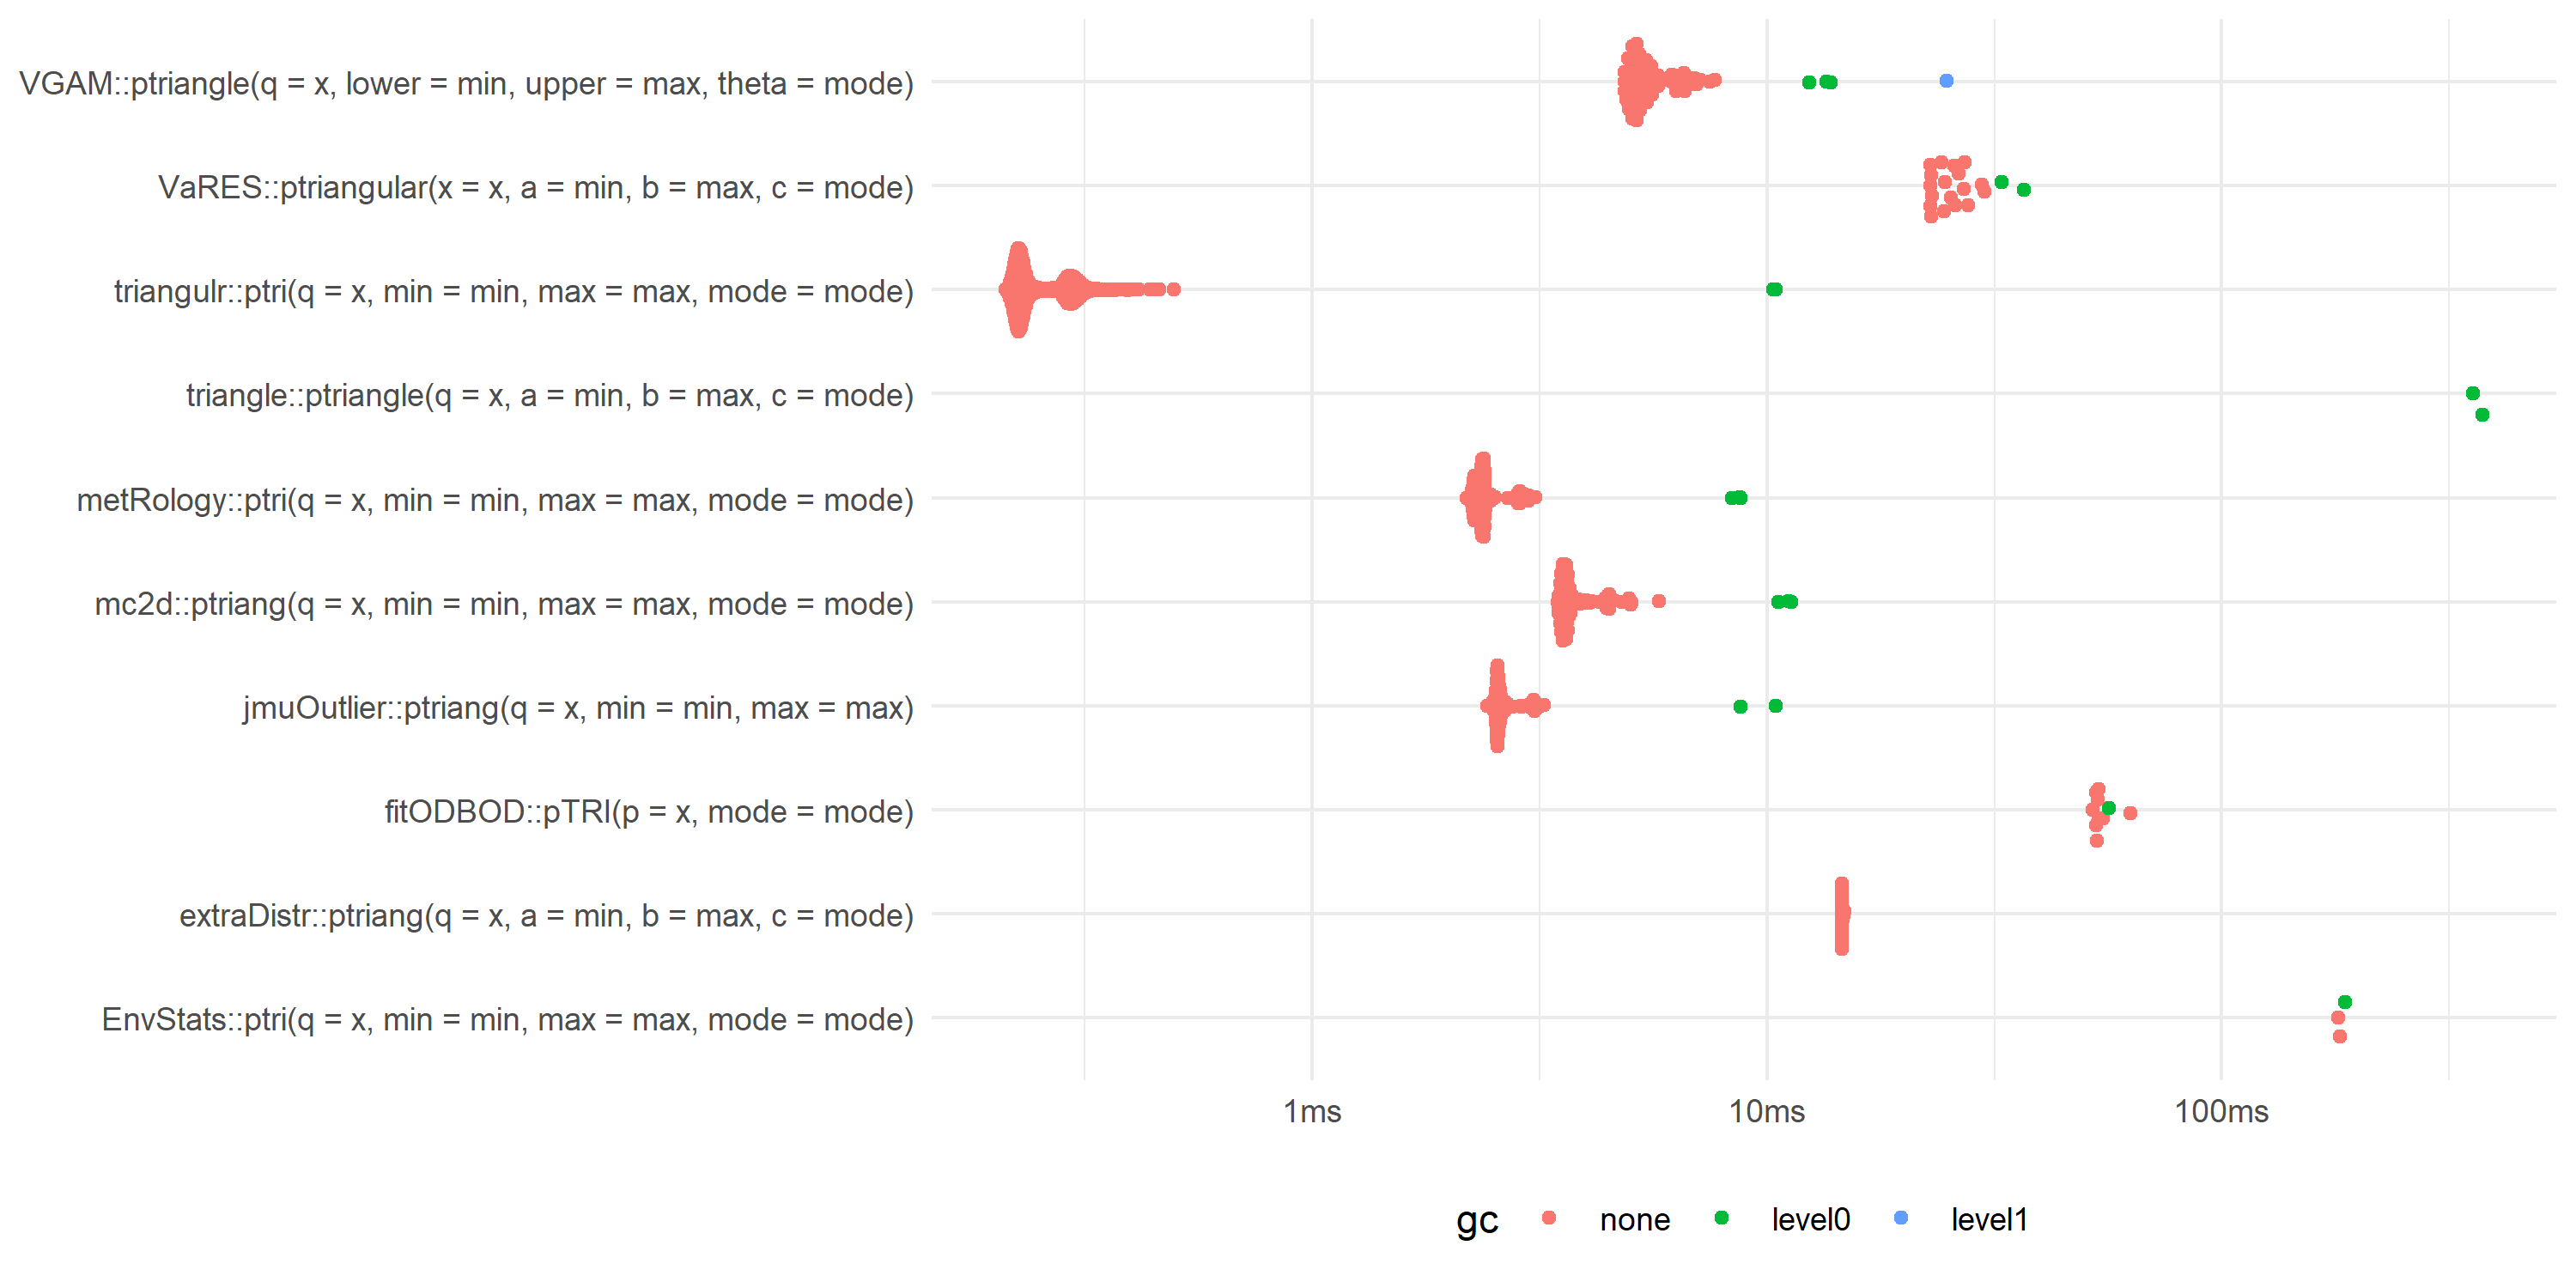 VGAM::ptriangle(q = x, lower = min, upper = max, theta = mode)
VaRES::ptriangular(x = x, a = min, b = max, c = mode)
triangulr::ptri(q = x, min = min, max = max, mode = mode)
triangle::ptriangle(q = x, a = min, b = max, c = mode)
metRology::ptri(q = x, min = min, max = max, mode = mode)
mc2d::ptriang(q = x, min = min, max = max, mode = mode)
jmuOutlier::ptriang(q = x, min = min, max = max)
fitODBOD::pTRI(p = x, mode = mode)
extraDistr::ptriang(q = x, a = min, b = max, c = mode)
EnvStats::ptri(q = x, min = min, max = max, mode = mode)
1ms 10ms 100ms
gc none level0 level1